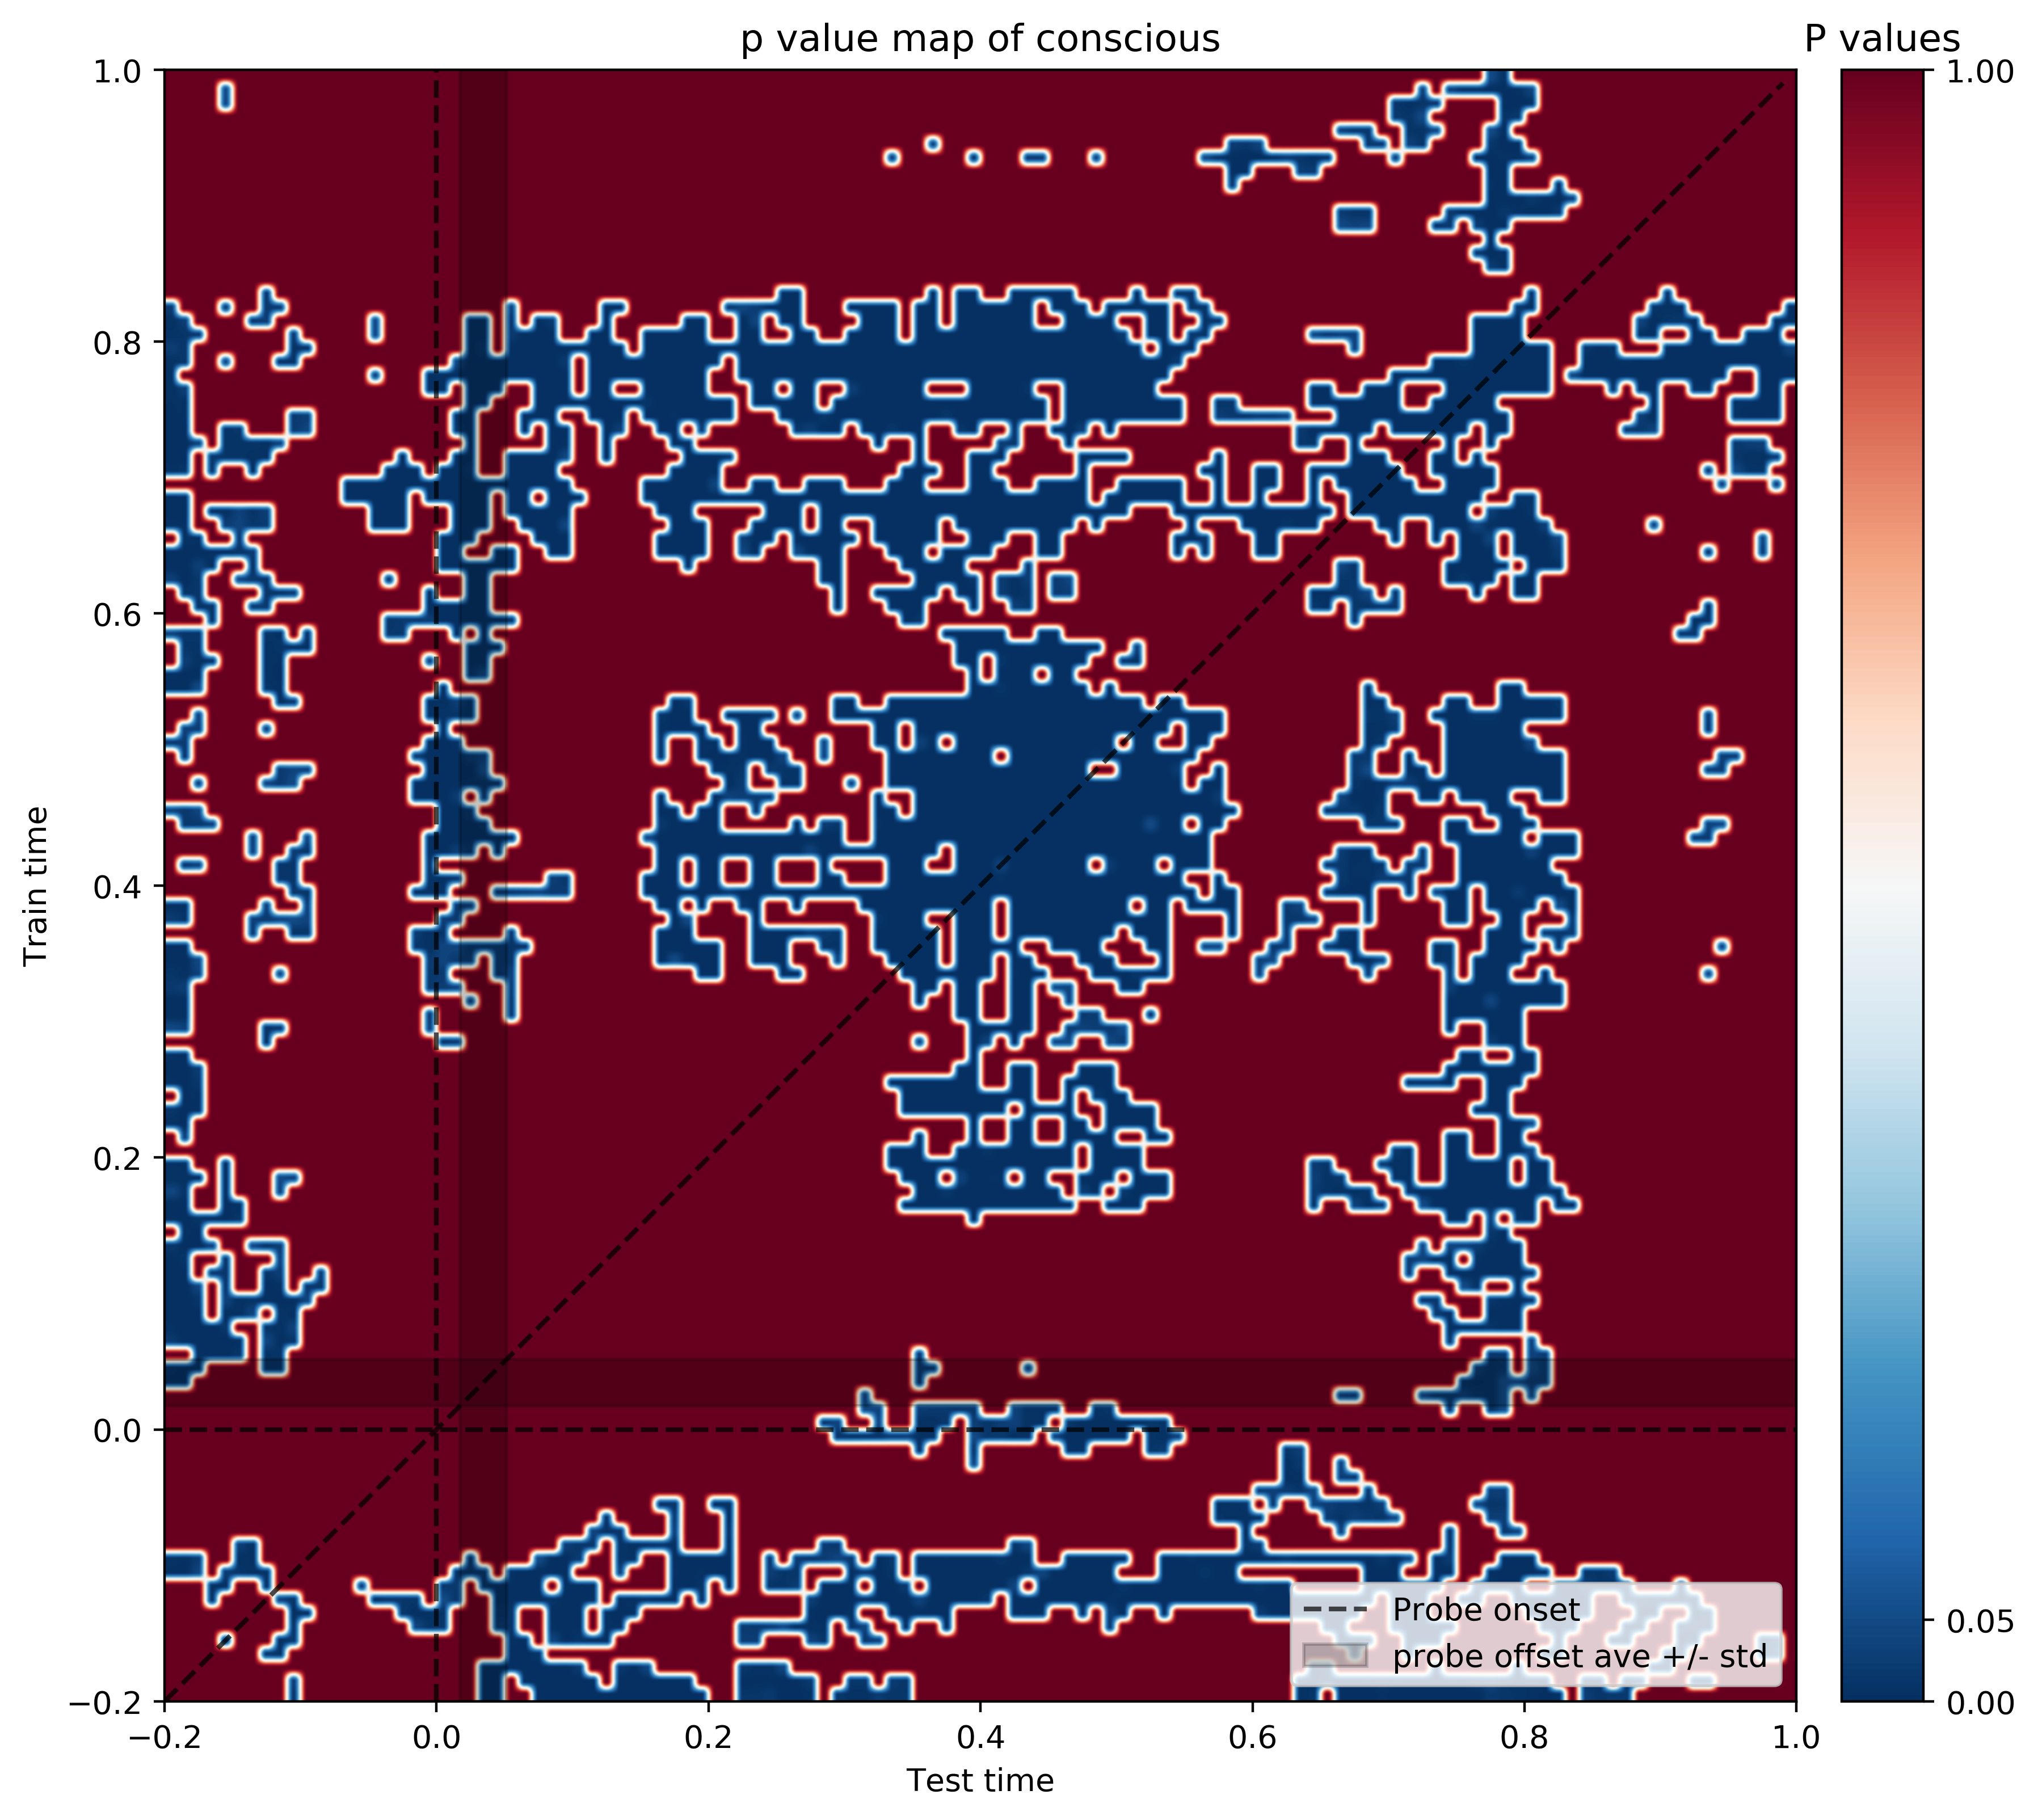 p value map of conscious
P values
1.0
0.8
0.6
0.4
0.2
0.0
−0.2
Train time
−0.2
0.0
0.2
0.4
0.6
0.8
1.0
Test time
Probe onset
probe offset ave +/- std
1.00
0.05
0.00